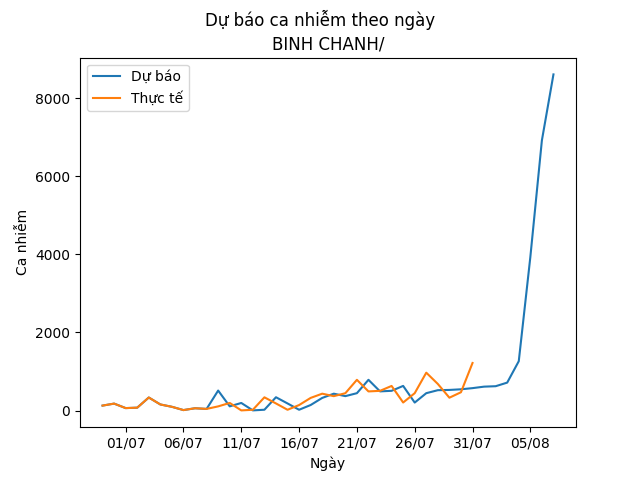 Dự báo ca nhiễm theo ngày
BINH CHANH/
Dự báo
Thực tế
Ca nhiễm
8000
6000
4000
2000
0
01/07 06/07 11/07 16/07 21/07 26/07 31/07 05/08
Ngày